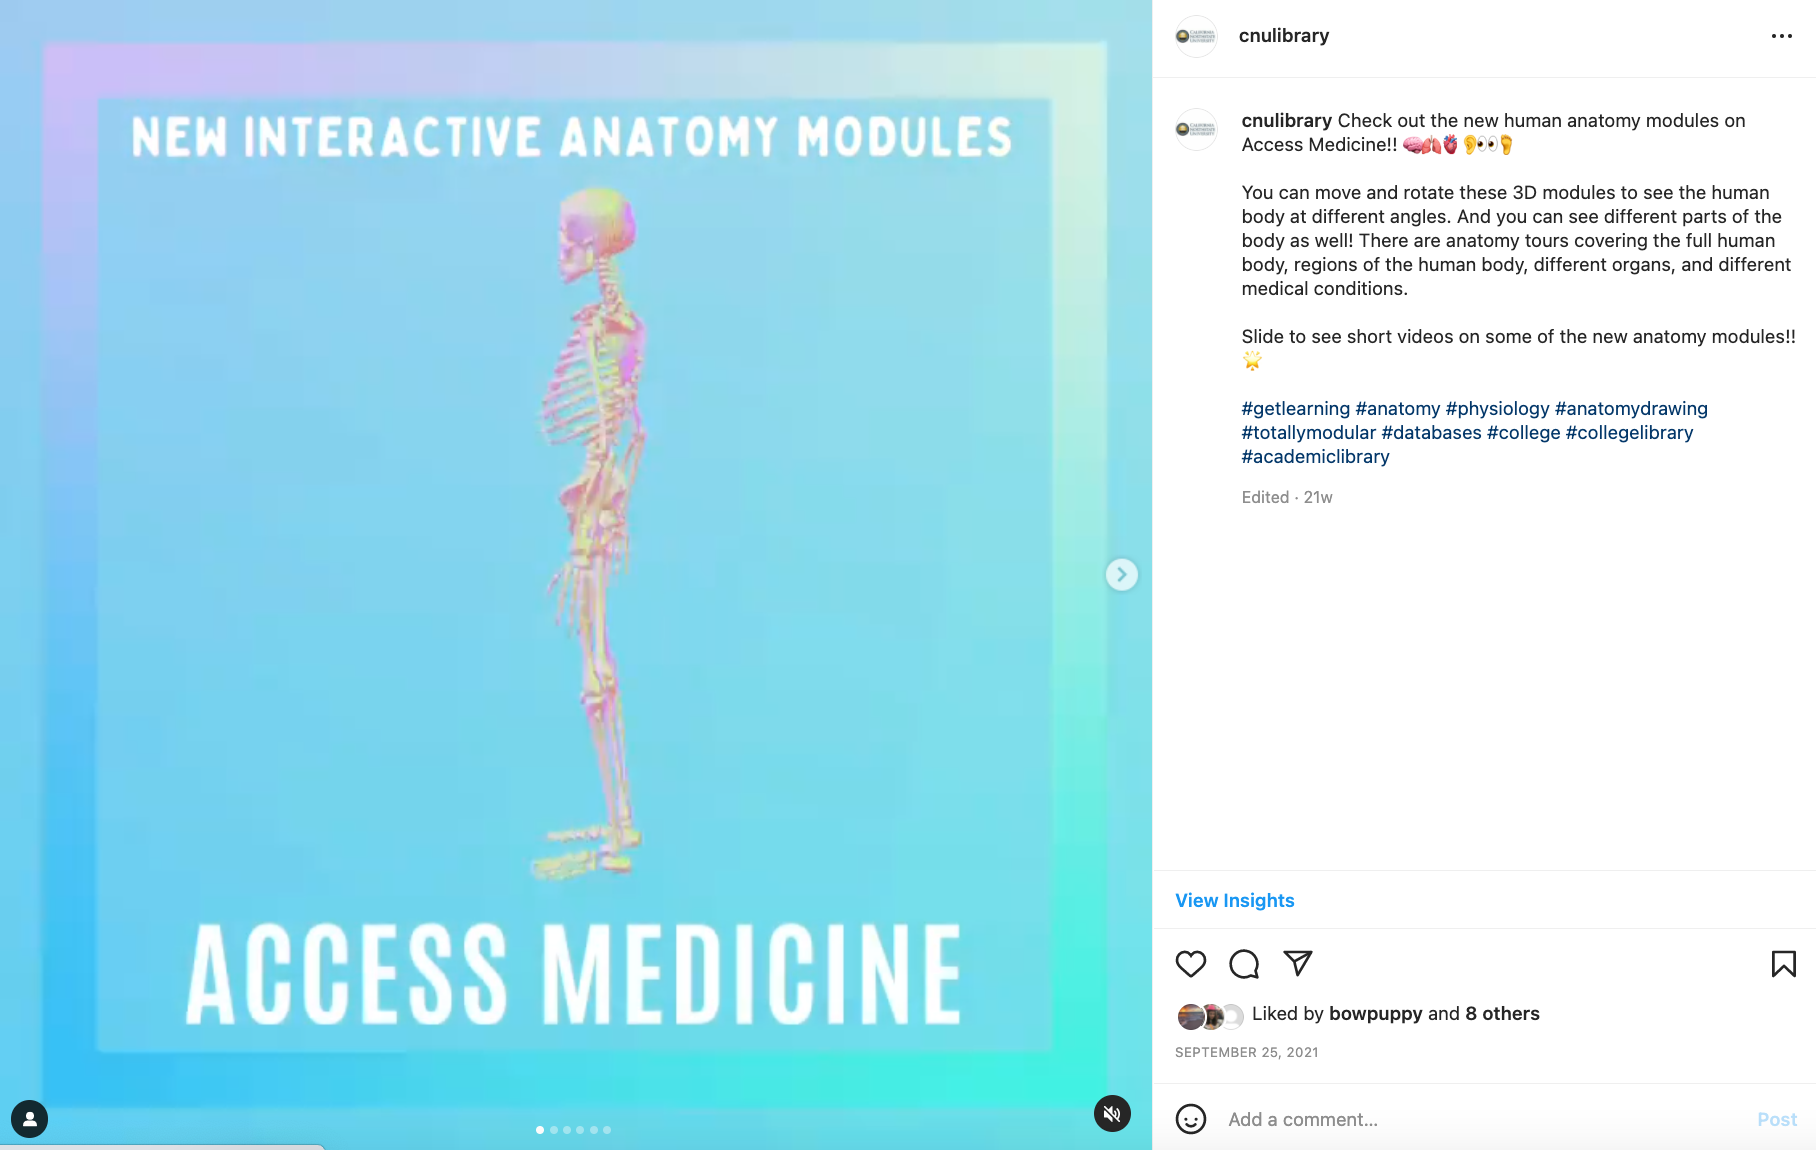 NEW INTERACTIVE ANATOMY MODULES
ACCESS MEDICINE
cnulibrary
cnulibrary Check out the new human anatomy modules on
Access Medicine!! 🧠🫁🫀👂👀🦶
You can move and rotate these 3D modules to see the human
body at different angles. And you can see different parts of the
body as well! There are anatomy tours covering the full human
body, regions of the human body, different organs, and different
medical conditions.
Slide to see short videos on some of the new anatomy modules!!
🌟
#getlearning #anatomy #physiology #anatomydrawing
#totallymodular #databases #college #collegelibrary
#academiclibrary
Edited · 21w
View Insights
Liked by bowpuppy and 8 others
SEPTEMBER 25, 2021
Add a comment...
Post